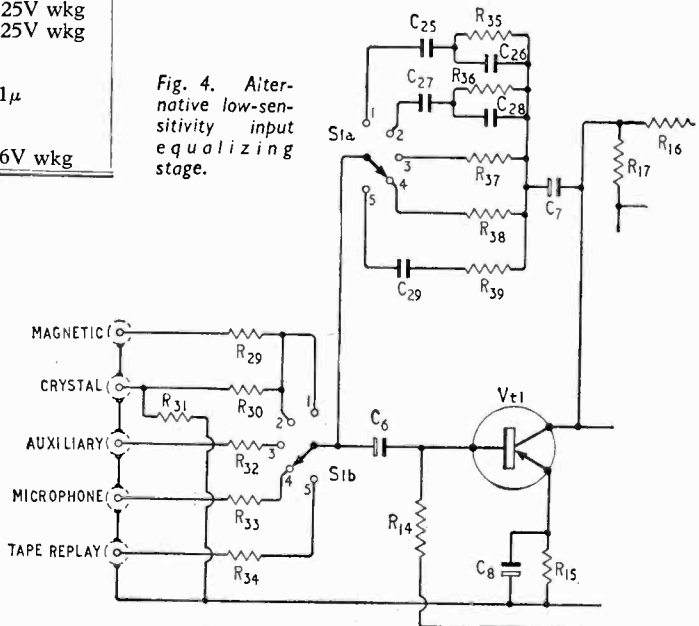 25V wkg
25V wkg
1μ
6V wkg
Fig. 4. Alter-
native low-sen-
sitivity input
equalizing
stage.
C25
R35
C26
C27
R36
C28
1
2
S1a
3
4
5
R37
R38
C29
R39
C7
R16
R17
MAGNETIC
R29
CRYSTAL
R30
R31
1
2
AUXILIARY
R32
3
MICROPHONE
4
S1b
R33
5
TAPE REPLAY
R34
C6
Vt1
R14
C8
R15